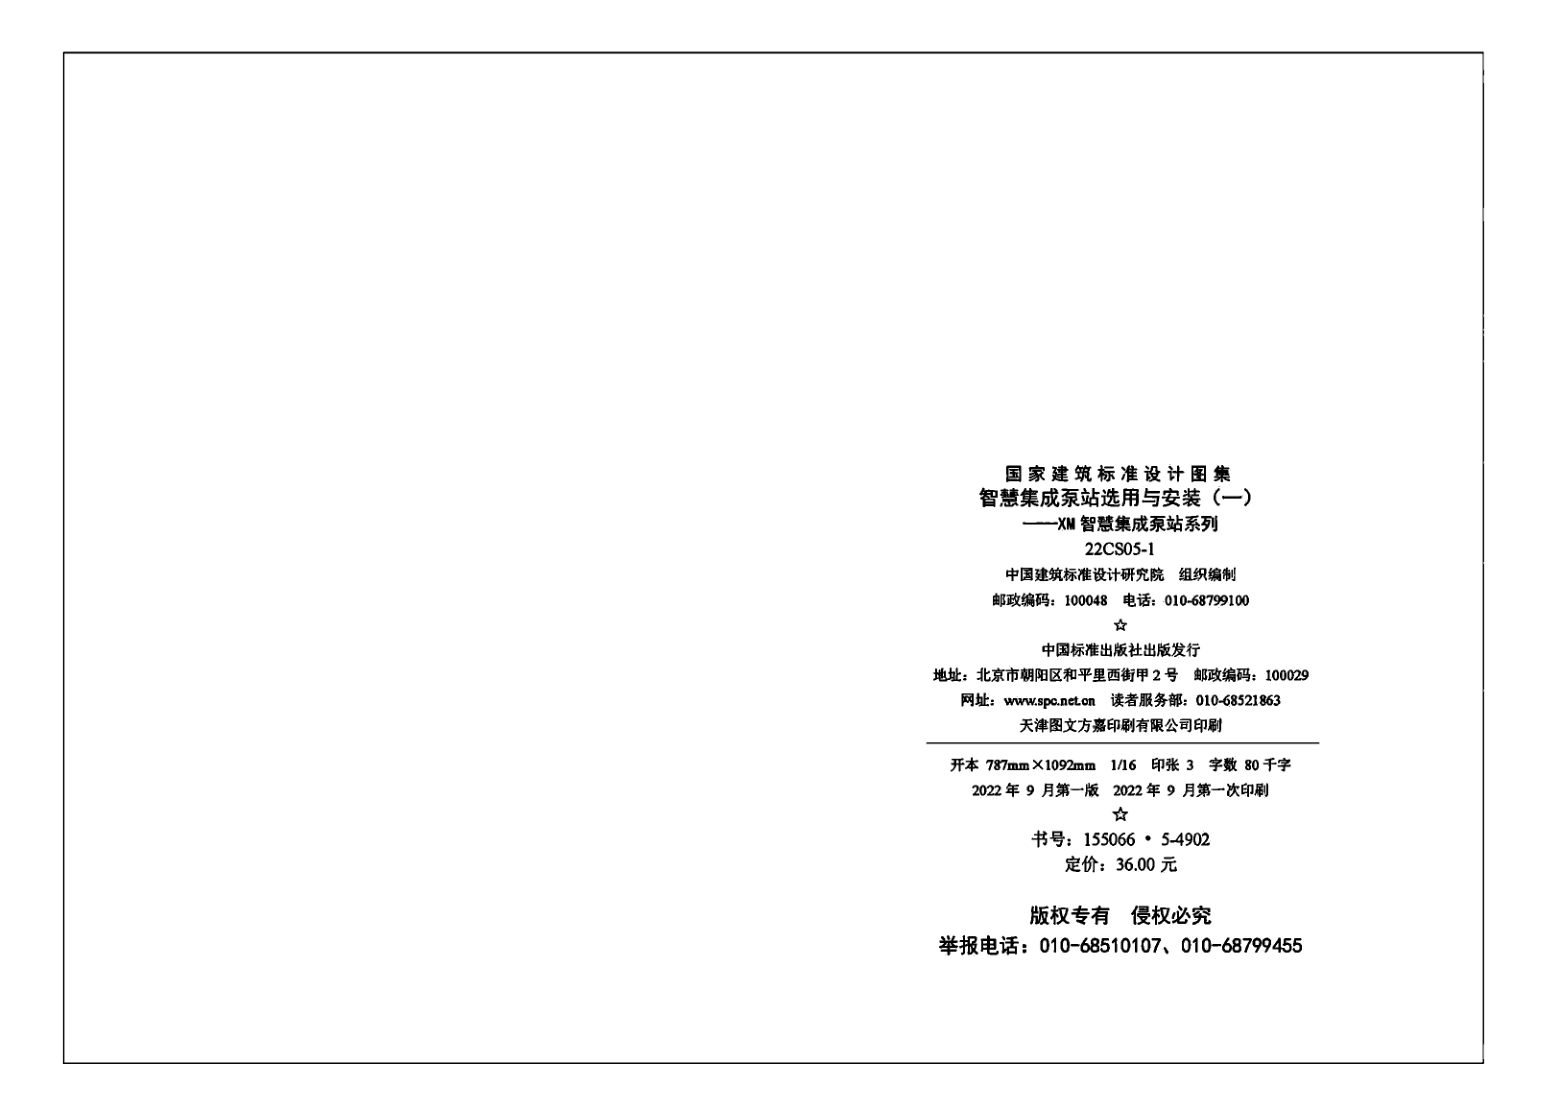 国家建筑标准设计图集
智慧集成泵站选用与安装（一）
——XM 智慧集成泵站系列
22CS05-1
中国建筑标准设计研究院　组织编制
邮政编码：100048　电话：010-68799100
☆
中国标准出版社出版发行
地址：北京市朝阳区和平里西街甲 2 号　邮政编码：100029
网址：www.spc.net.cn　读者服务部：010-68521863
天津图文方嘉印刷有限公司印刷
开本 787mm×1092mm　1/16　印张 3　字数 80 千字
2022 年 9 月第一版　2022 年 9 月第一次印刷
☆
书号：155066・5-4902
定价：36.00 元
版权专有　侵权必究
举报电话：010-68510107、010-68799455